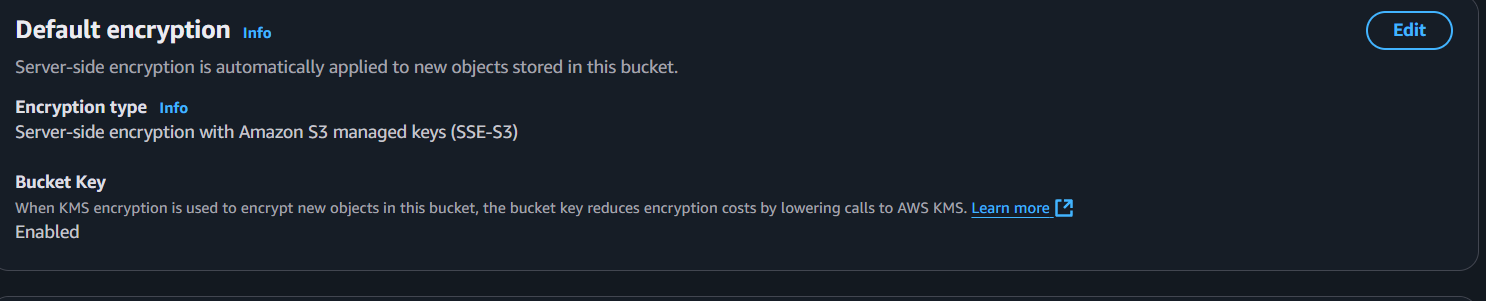 Default encryption Info
Edit
Server-side encryption is automatically applied to new objects stored in this bucket.
Encryption type Info
Server-side encryption with Amazon S3 managed keys (SSE-S3)
Bucket Key
When KMS encryption is used to encrypt new objects in this bucket, the bucket key reduces encryption costs by lowering calls to AWS KMS. Learn more
Enabled